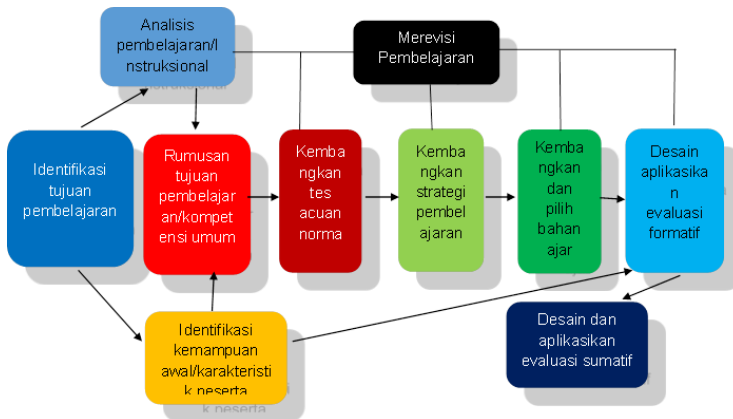 Analisis
pembelajaran/I
nstruksional
Merevisi
Pembelajaran
Identifikasi
tujuan
pembelajaran
Rumusan
tujuan
pembelajar
an/kompet
ensi umum
Kemba
ngkan
tes
acuan
norma
Kemba
ngkan
strategi
pembel
ajaran
Kemba
ngkan
dan
pilih
bahan
ajar
Desain
aplikasika
n
evaluasi
formatif
Identifikasi
kemampuan
awal/karakteristi
k peserta
Desain dan
aplikasikan
evaluasi sumatif